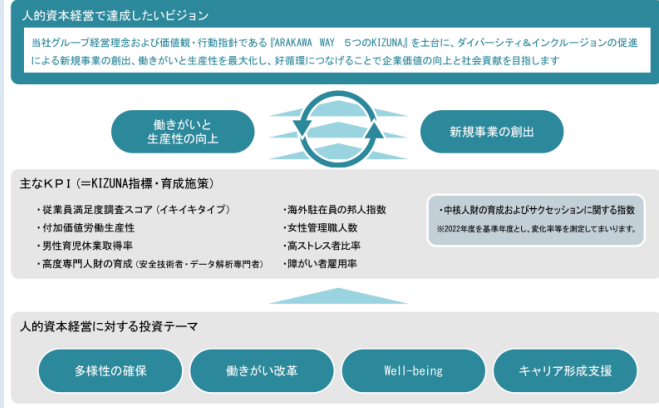 人的資本経営で達成したいビジョン
当社グループ経営理念および価値観・行動指針である『ARAKAWA WAY 5つのKIZUNA』を土台に、ダイバーシティ&インクルージョンの促進
による新規事業の創出、働きがいと生産性を最大化し、好循環につなげることで企業価値の向上と社会貢献を目指します
働きがいと
生産性の向上
新規事業の創出
主なKPI(=KIZUNA指標・育成施策)
・従業員満足度調査スコア(イキイキタイプ)
・付加価値労働生産性
・男性育児休業取得率
・高度専門人財の育成(安全技術者・データ解析専門者)
・海外駐在員の邦人指数
・女性管理職人数
・高ストレス者比率
・障がい者雇用率
・中核人財の育成およびサクセッションに関する指数
※2022年度を基準年度とし、変化率等を測定してまいります。
人的資本経営に対する投資テーマ
多様性の確保
働きがい改革
Well-being
キャリア形成支援